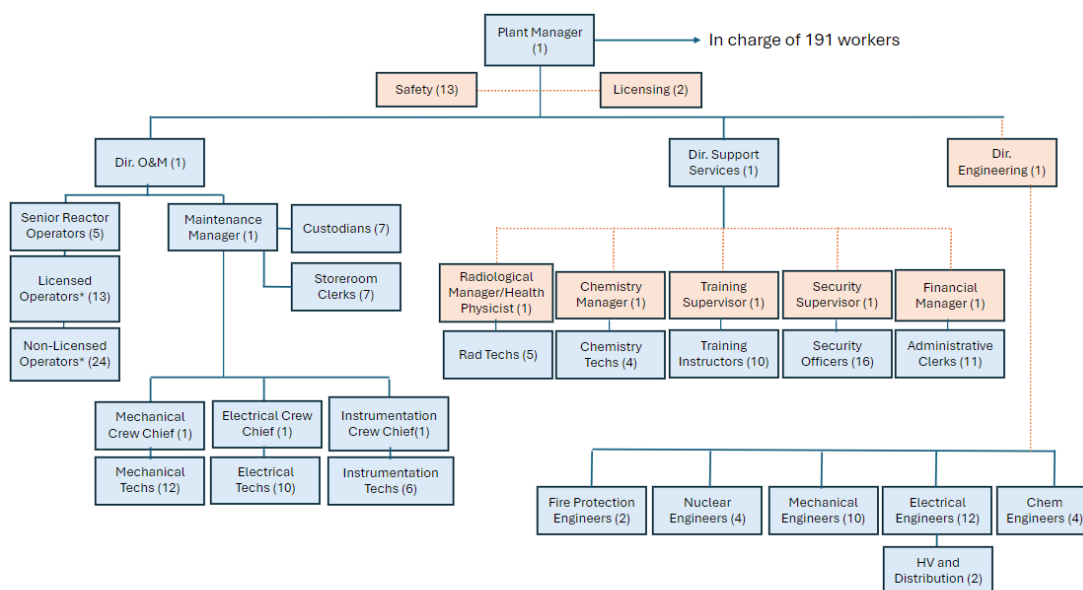 Plant Manager
(1)
In charge of 191 workers
Safety (13)
Licensing (2)
Dir. O&M (1)
Dir. Support
Services
(1)
Dir.
Engineering (1)
Senior Reactor
Operators (5)
Maintenance
Manager (1)
Custodians (7)
Licensed
Operators* (13)
Storeroom
Clerks (7)
Non-Licensed
Operators* (24)
Radiological
Manager/Health
Physicist (1)
Chemistry
Manager (1)
Training
Supervisor (1)
Security
Supervisor (1)
Financial
Manager (1)
Rad Techs (5)
Chemistry
Techs (4)
Training
Instructors (10)
Security
Officers (16)
Administrative
Clerks (11)
Mechanical
Crew Chief (1)
Electrical Crew
Chief (1)
Instrumentation
Crew Chief(1)
Mechanical
Techs (12)
Electrical
Techs (10)
Instrumentation
Techs (6)
Fire Protection
Engineers (2)
Nuclear
Engineers (4)
Mechanical
Engineers (10)
Electrical
Engineers (12)
Chem
Engineers (4)
HV and
Distribution (2)